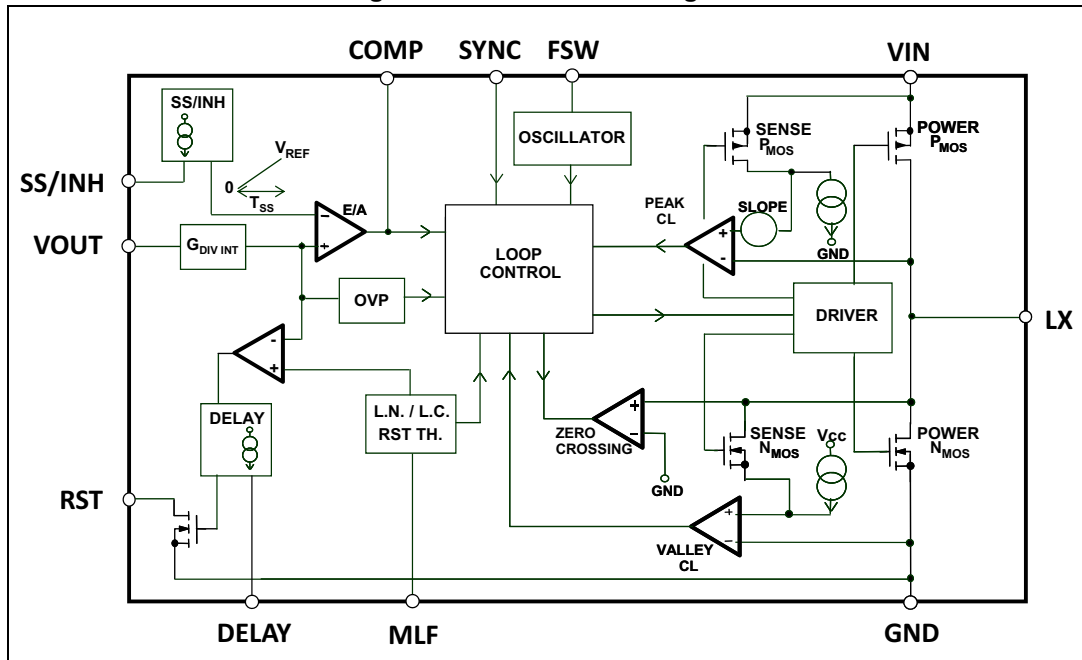 COMP
SYNC
FSW
VIN
SS/INH
VREF
0
TSS
SS/INH
VOUT
GDIV INT
E/A
OVP
OSCILLATOR
LOOP
CONTROL
SENSE
PMOS
POWER
PMOS
PEAK
CL
SLOPE
+
-
GND
DRIVER
LX
-
+
-
+
DELAY
L.N. / L.C.
RST TH.
ZERO
CROSSING
+
-
GND
SENSE
NMOS
Vcc
POWER
NMOS
RST
VALLEY
CL
+
-
DELAY
MLF
GND